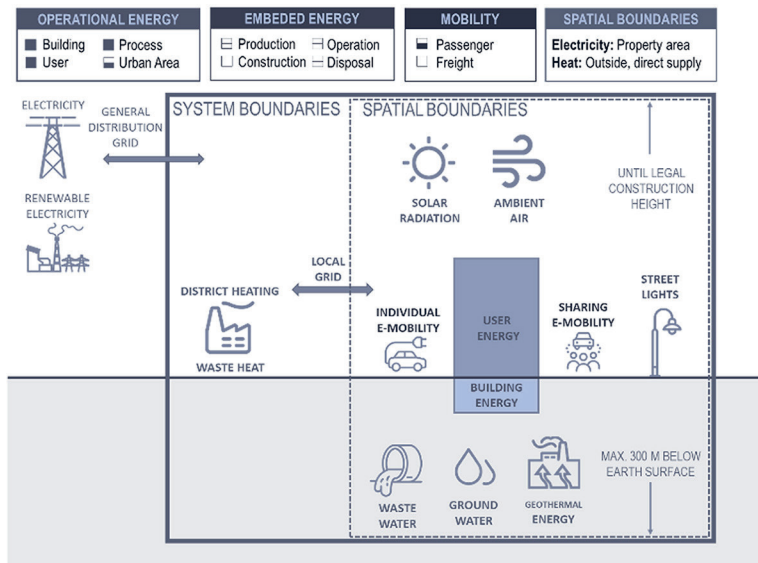 OPERATIONAL ENERGY
Building Process
User Urban Area
EMBEDED ENERGY
Production Operation
Construction Disposal
MOBILITY
Passenger
Freight
SPATIAL BOUNDARIES
Electricity: Property area
Heat: Outside, direct supply
ELECTRICITY
GENERAL
DISTRIBUTION
GRID
RENEWABLE
ELECTRICITY
SYSTEM BOUNDARIES
SPATIAL BOUNDARIES
SOLAR
RADIATION
AMBIENT
AIR
UNTIL LEGAL
CONSTRUCTION
HEIGHT
LOCAL
GRID
DISTRICT HEATING
WASTE HEAT
INDIVIDUAL
E-MOBILITY
USER
ENERGY
SHARING
E-MOBILITY
STREET
LIGHTS
BUILDING
ENERGY
WASTE
WATER
GROUND
WATER
GEOTHERMAL
ENERGY
MAX. 300 M BELOW
EARTH SURFACE